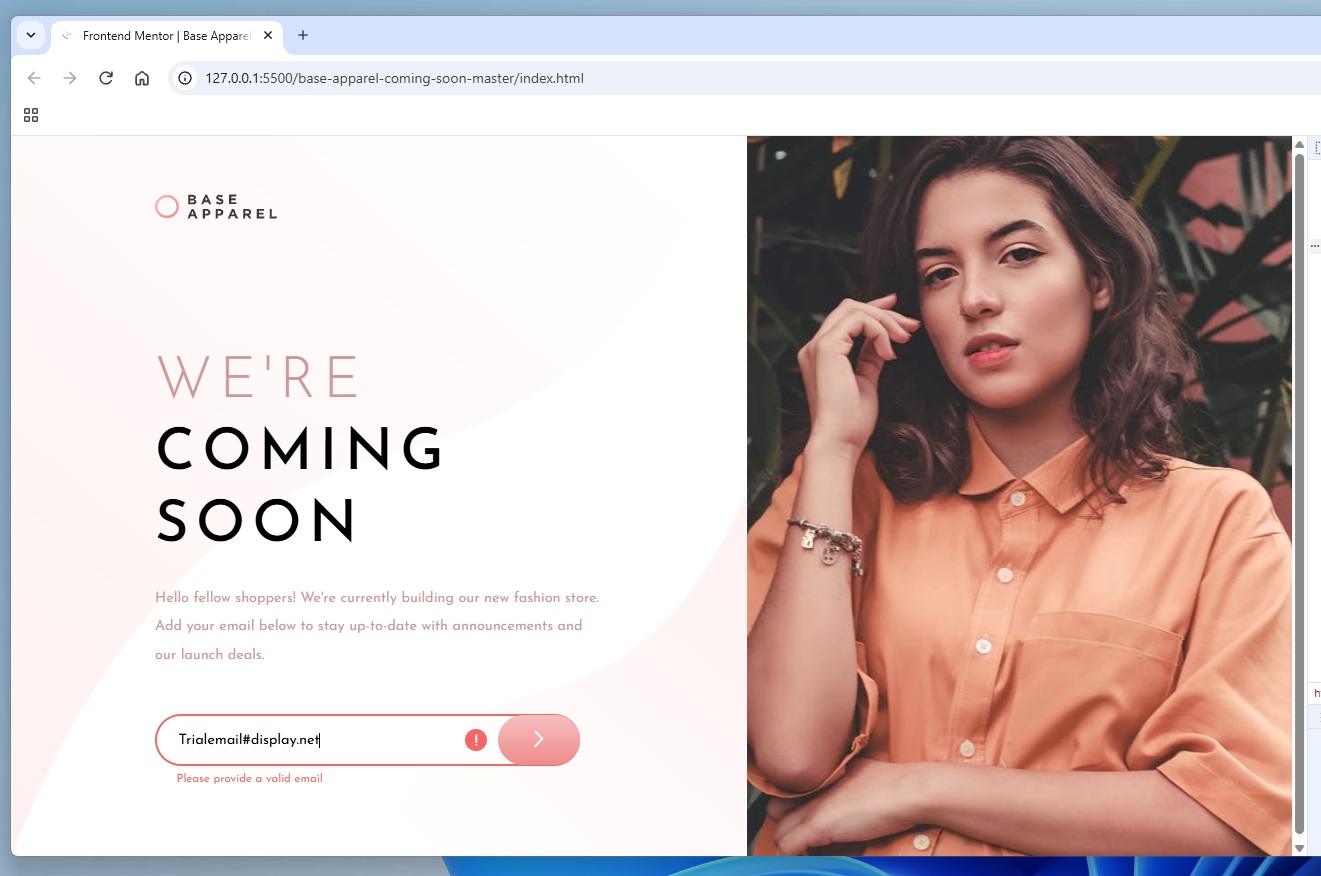 Frontend Mentor | Base Appare
127.0.0.1:5500/base-apparel-coming-soon-master/index.html
BASE
APPAREL
WE'RE
COMING
SOON
Hello fellow shoppers! We're currently building our new fashion store.
Add your email below to stay up-to-date with announcements and
our launch deals.
Trialemail#display.net
!
Please provide a valid email